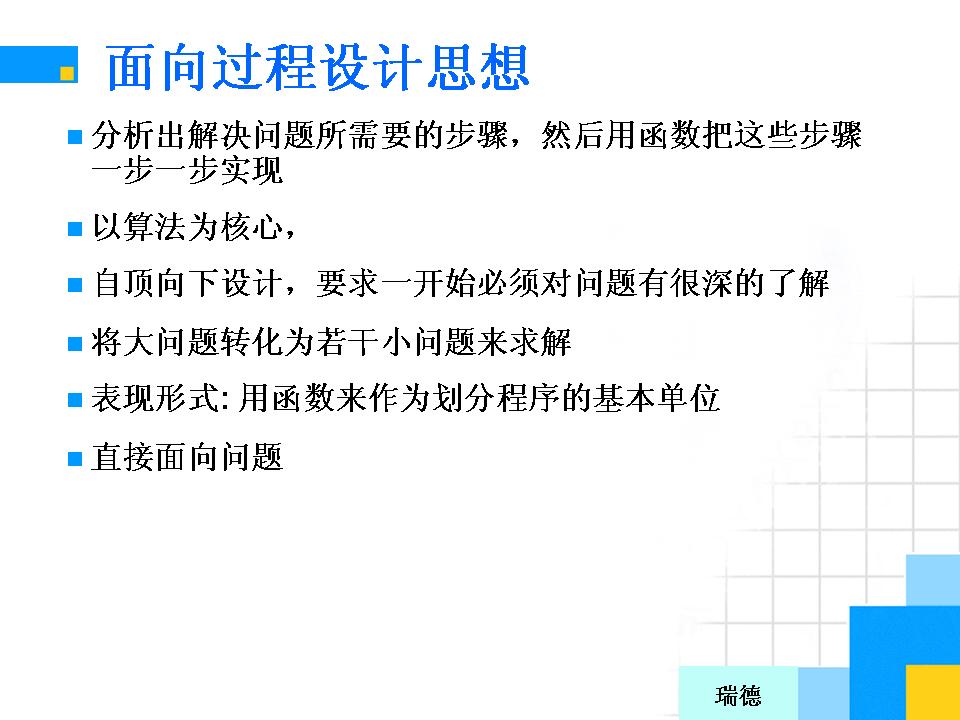 面向过程设计思想
分析出解决问题所需要的步骤，然后用函数把这些步骤
一步一步实现
以算法为核心，
自顶向下设计，要求一开始必须对问题有很深的了解
将大问题转化为若干小问题来求解
表现形式: 用函数来作为划分程序的基本单位
直接面向问题
瑞德